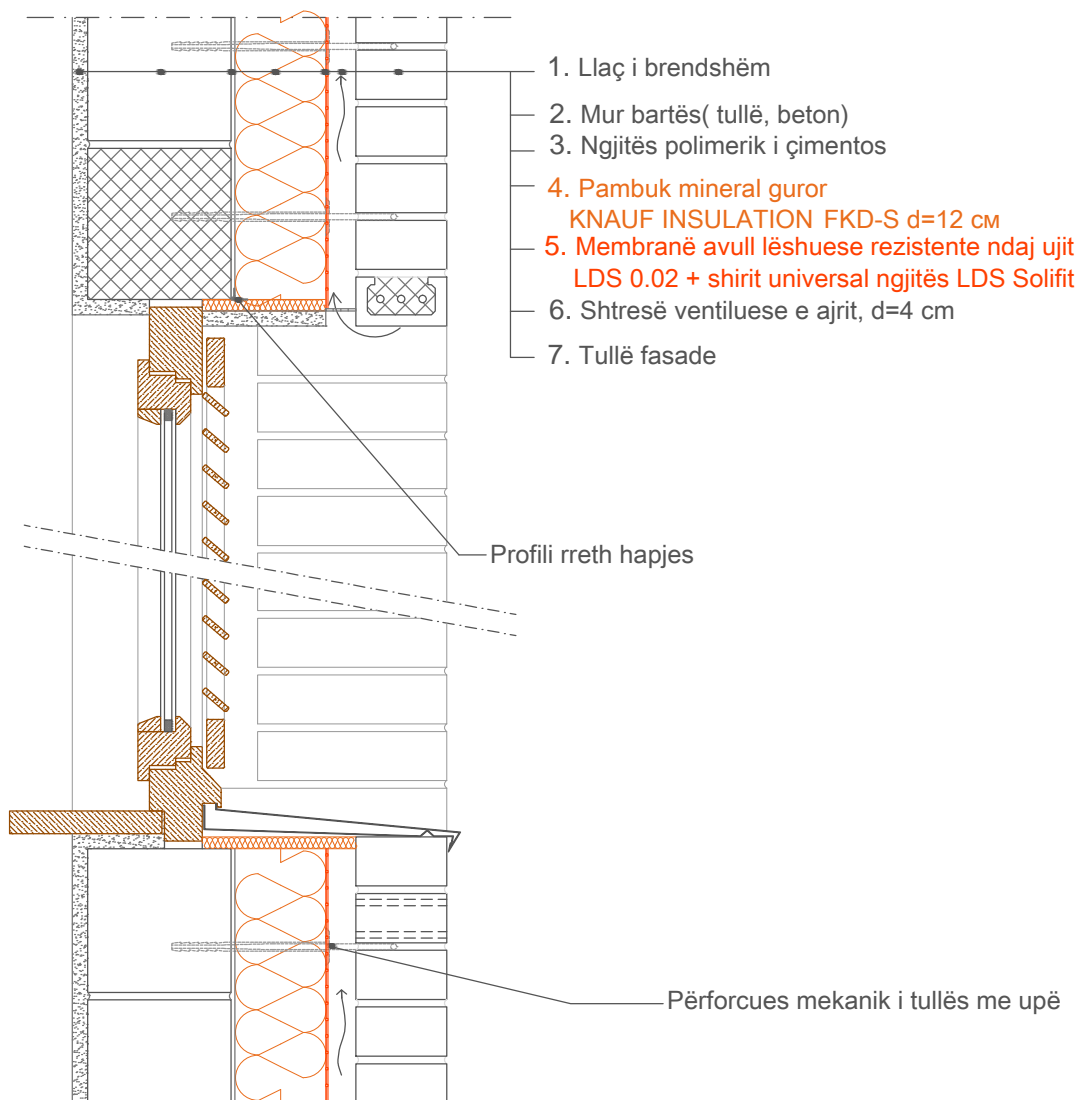 1. Llaç i brendshëm
2. Mur bartës( tullë, beton)
3. Ngjitës polimerik i çimentos
4. Pambuk mineral guror
KNAUF INSULATION FKD-S d=12 см
5. Membranë avull lëshuese rezistente ndaj ujit
LDS 0.02 + shirit universal ngjitës LDS Solifit
6. Shtresë ventiluese e ajrit, d=4 cm
7. Tullë fasade
Profili rreth hapjes
Përforcues mekanik i tullës me upë